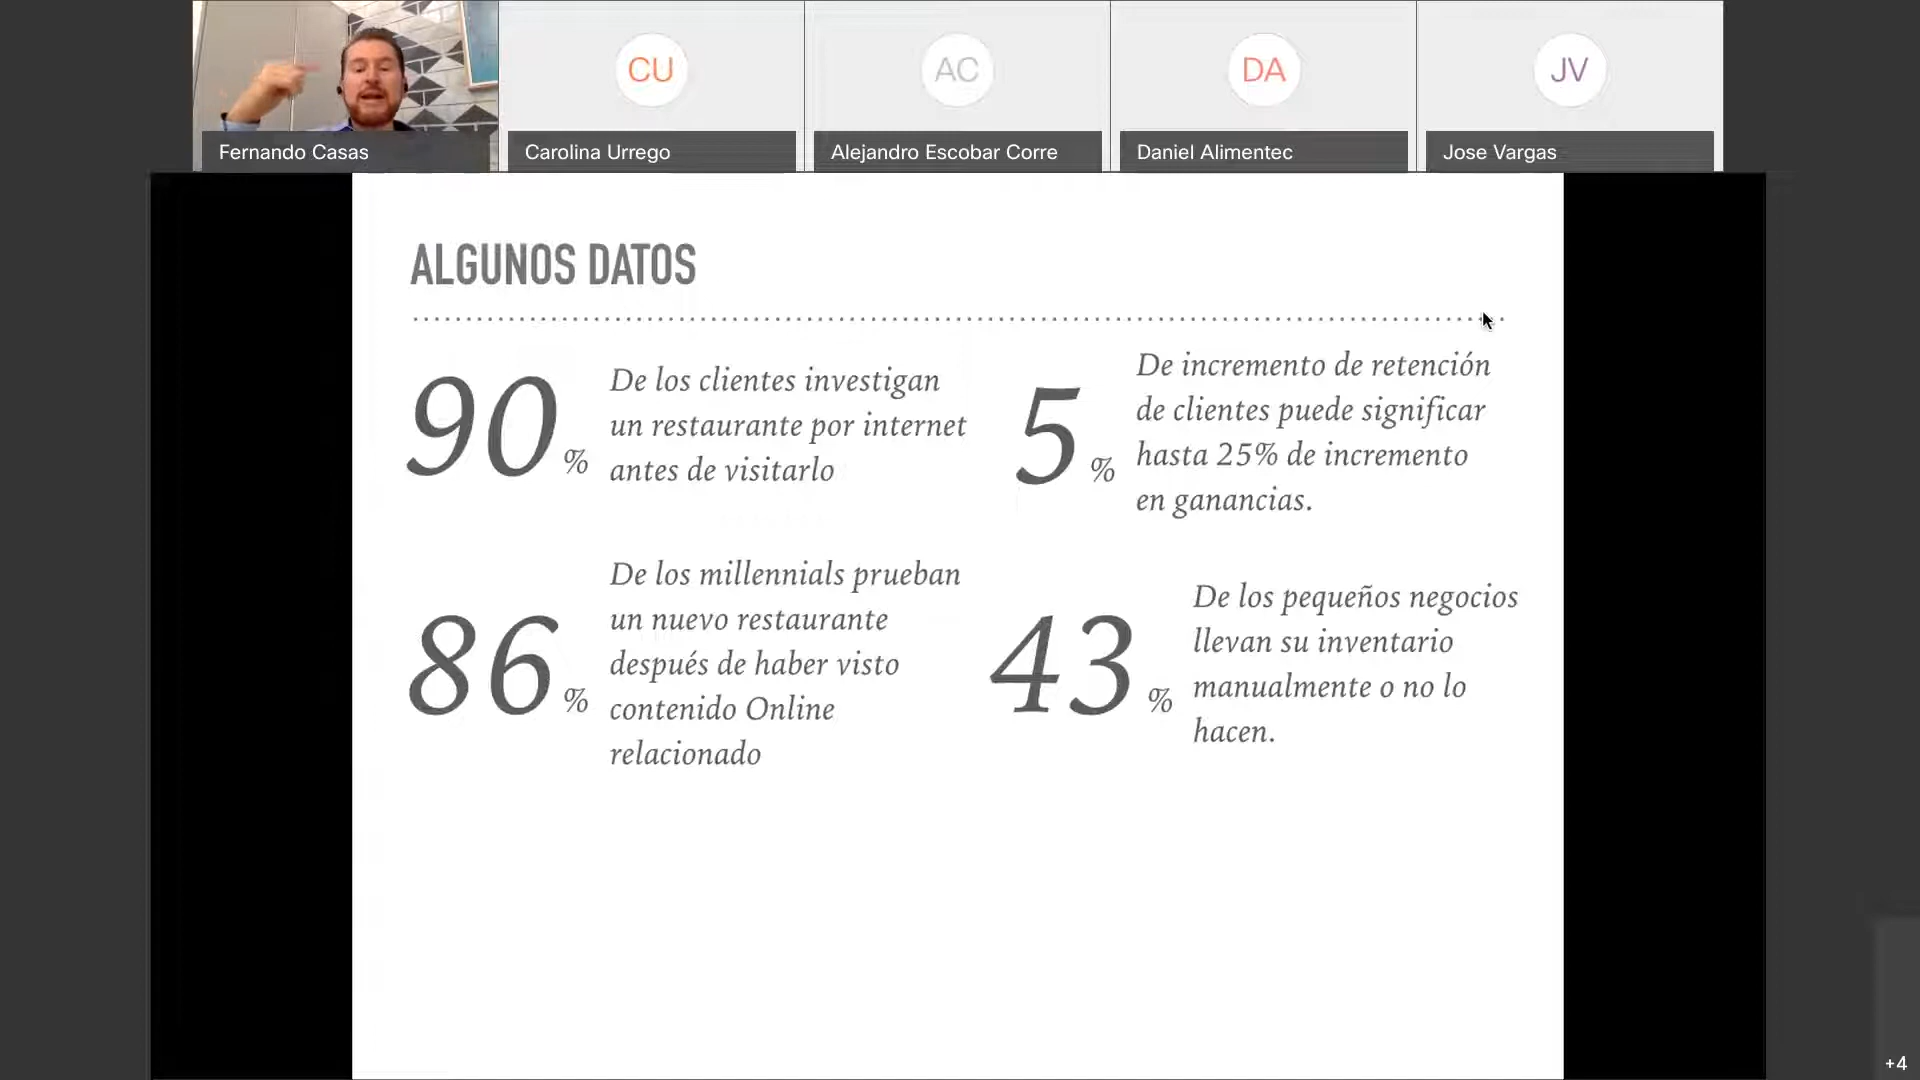 CU
AC
DA
JV
Fernando Casas
Carolina Urrego
Alejandro Escobar Corre
Daniel Alimentec
Jose Vargas
ALGUNOS DATOS
90 %
De los clientes investigan
un restaurante por internet
antes de visitarlo
5 %
De incremento de retención
de clientes puede significar
hasta 25% de incremento
en ganancias.
86 %
De los millennials prueban
un nuevo restaurante
después de haber visto
contenido Online
relacionado
43 %
De los pequeños negocios
llevan su inventario
manualmente o no lo
hacen.
+4